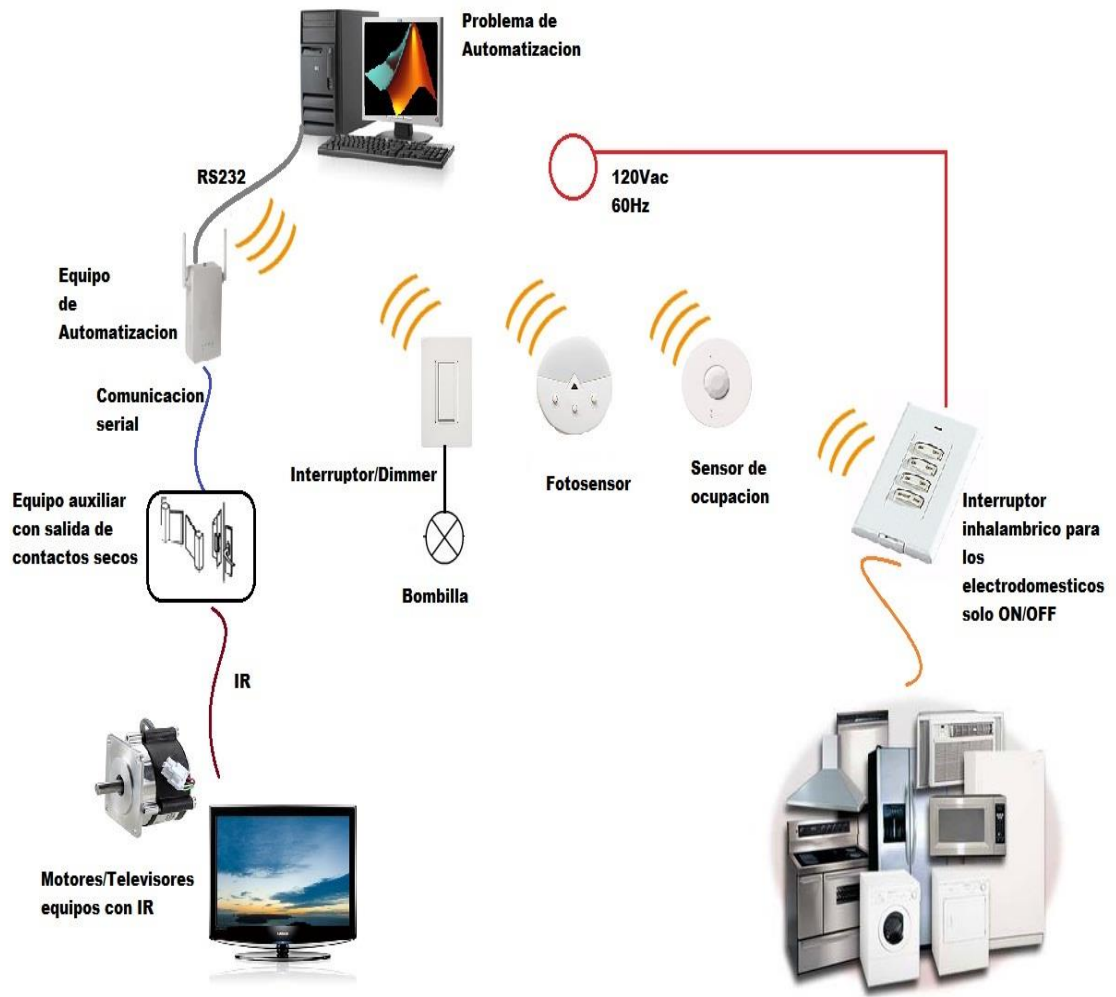 Problema de
Automatizacion
RS232
120Vac
60Hz
Equipo
de
Automatizacion
Comunicacion
serial
Interruptor/Dimmer
Fotosensor
Sensor de
ocupacion
Equipo auxiliar
con salida de
contactos secos
Bombilla
Interruptor
inhalambrico para
los
electrodomesticos
solo ON/OFF
IR
Motores/Televisores
equipos con IR